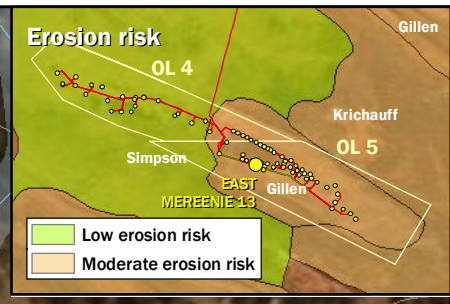 Erosion risk
Gillen
OL 4
Krichauff
OL 5
Simpson
EAST
MEREENIE 13
Gillen
Low erosion risk
Moderate erosion risk